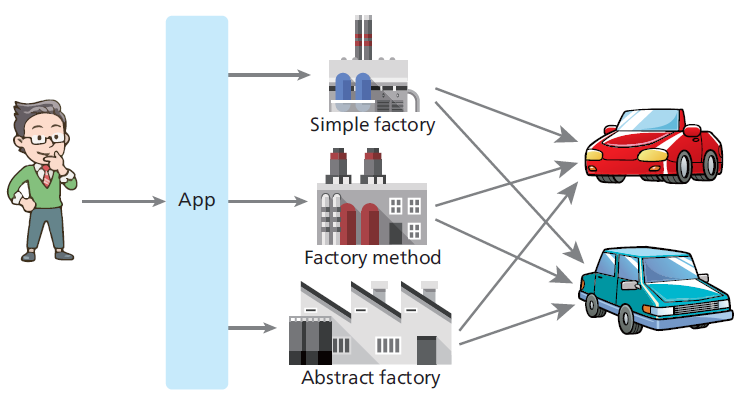 Simple factory
App
Factory method
Abstract factory